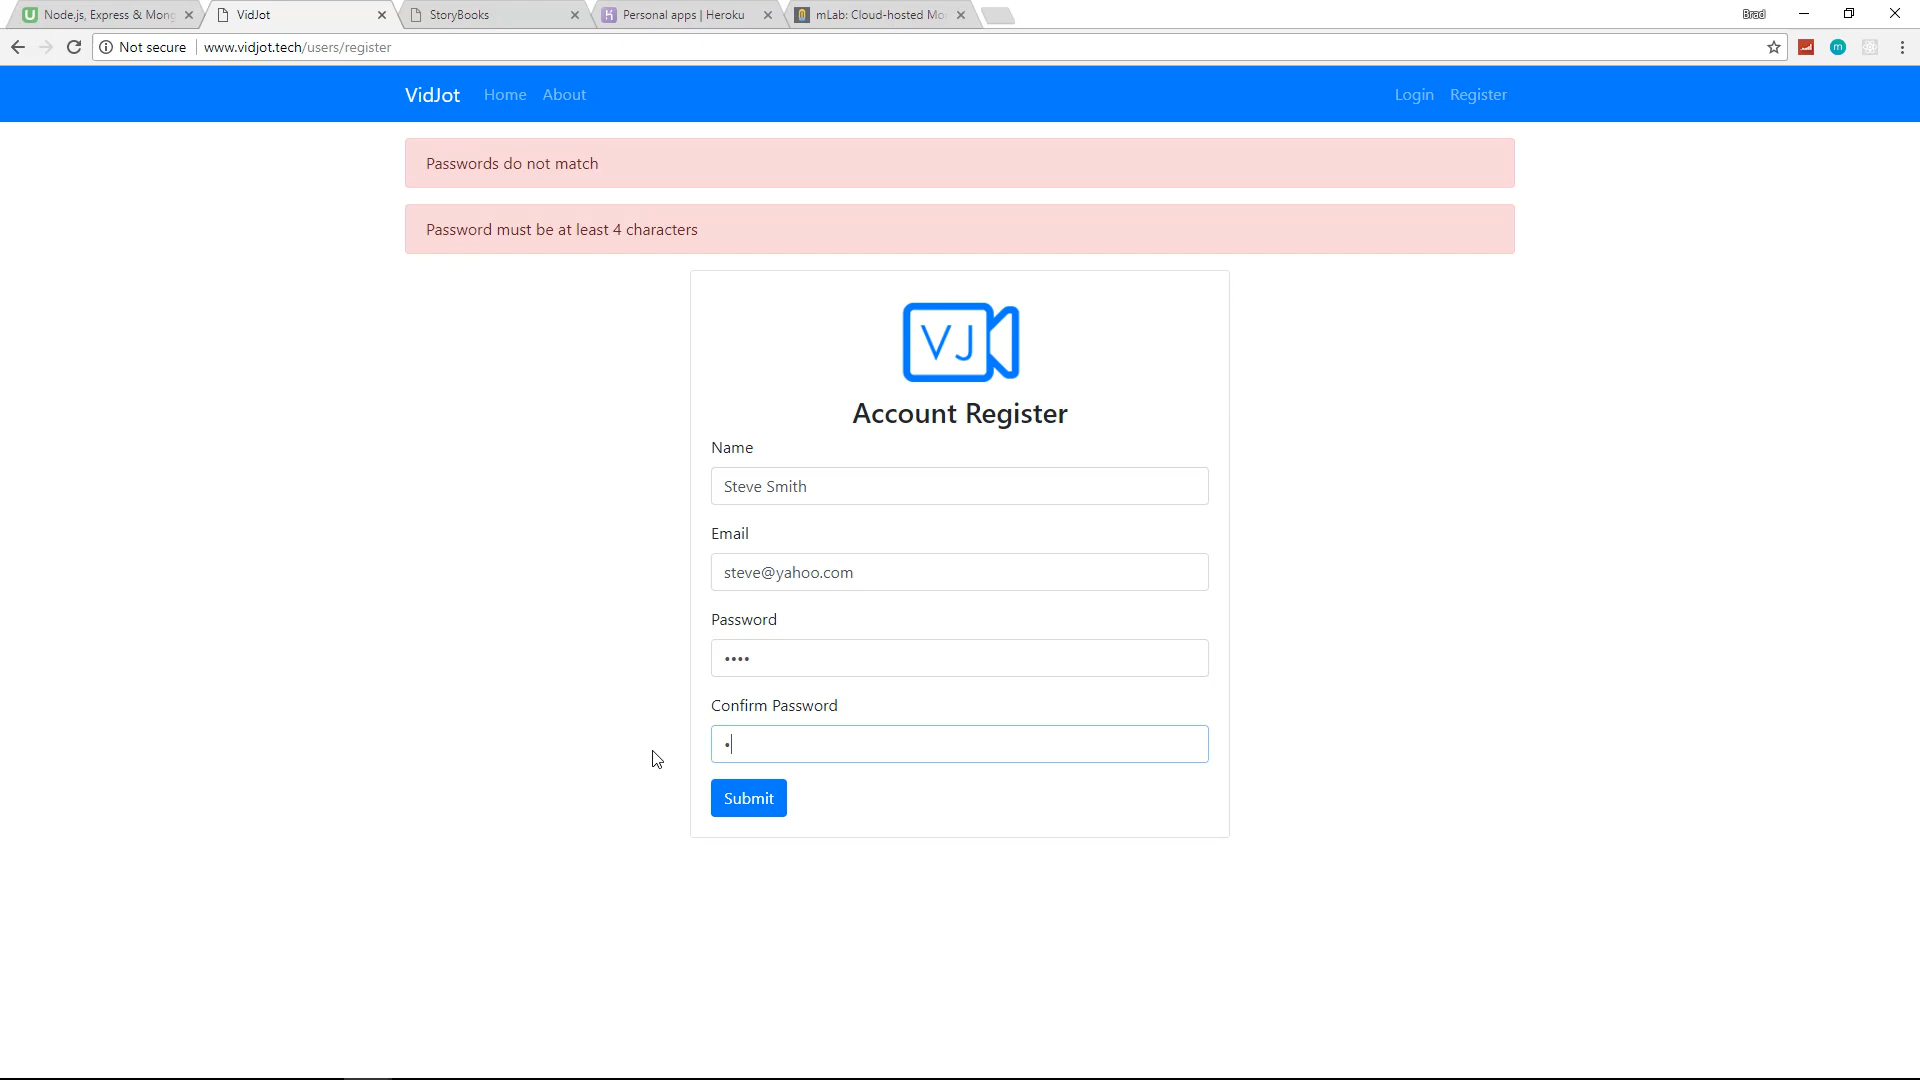 Node.js, Express & Mong
VidJot
StoryBooks
Personal apps | Heroku
mLab: Cloud-hosted Mo
Brad
Not secure | www.vidjot.tech/users/register
VidJot Home About Login Register
Passwords do not match
Password must be at least 4 characters
VJ
Account Register
Name
Steve Smith
Email
steve@yahoo.com
Password
••••
Confirm Password
•
Submit